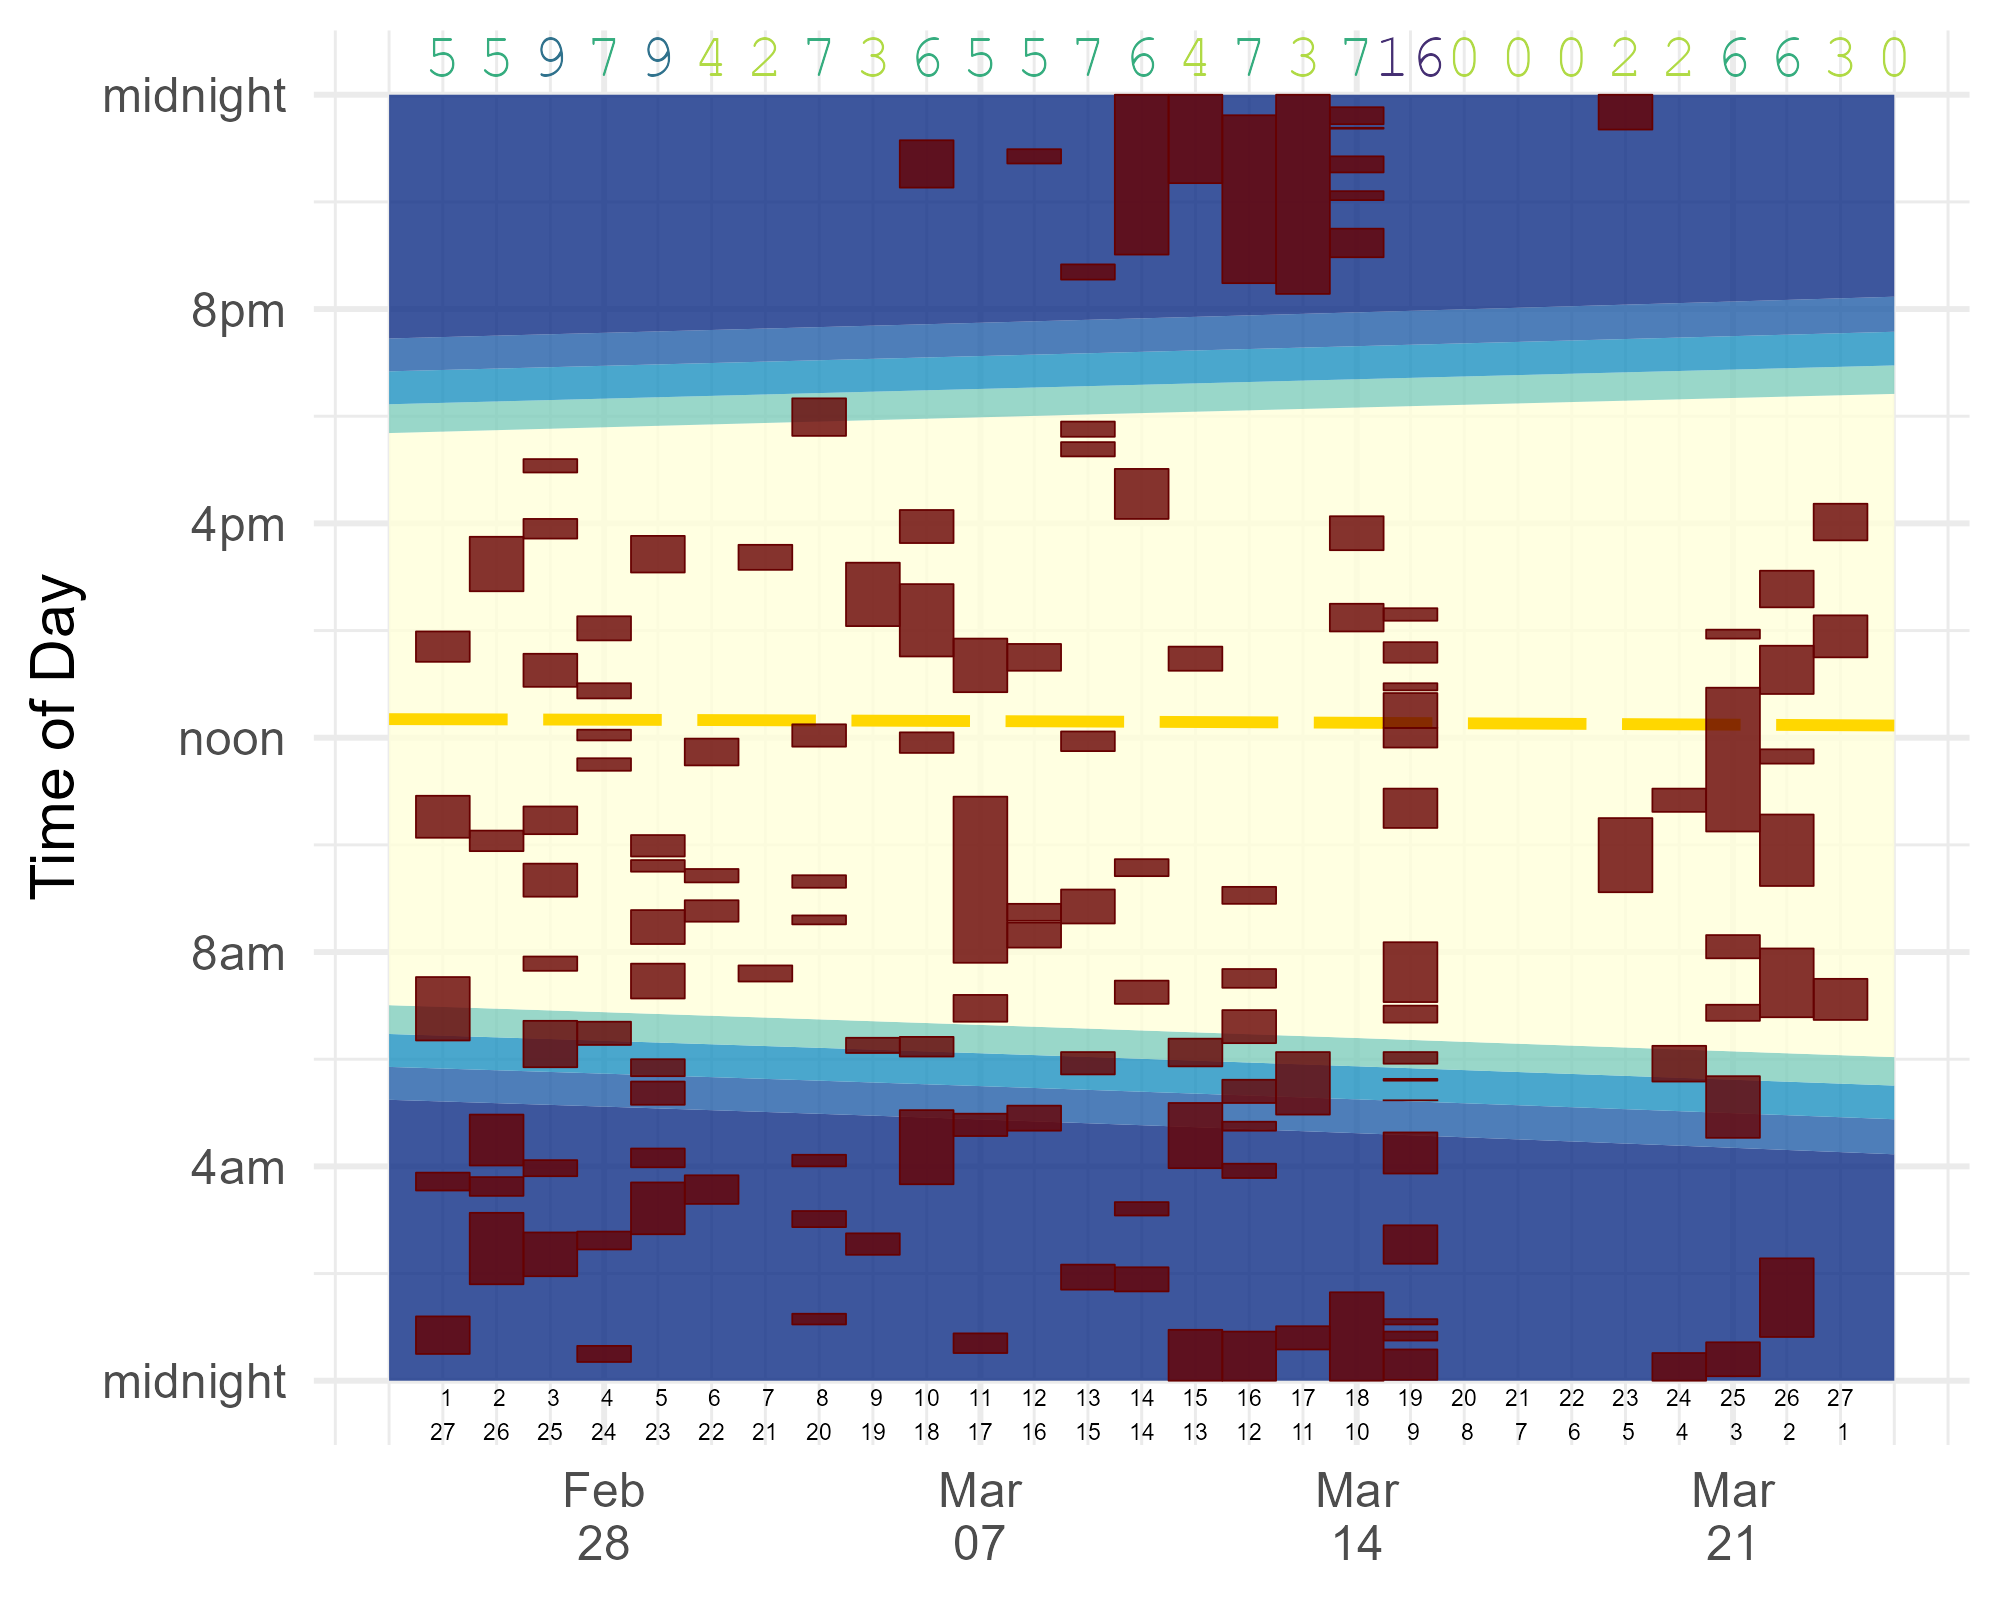 5 5 9 7 9 4 2 7 3 6 5 5 7 6 4 7 3 7 16 0 0 0 2 2 6 6 3 0
midnight
8pm
4pm
Time of Day
noon
8am
4am
midnight
1 2 3 4 5 6 7 8 9 10 11 12 13 14 15 16 17 18 19 20 21 22 23 24 25 26 27
27 26 25 24 23 22 21 20 19 18 17 16 15 14 13 12 11 10 9 8 7 6 5 4 3 2 1
Feb Mar Mar Mar
28 07 14 21